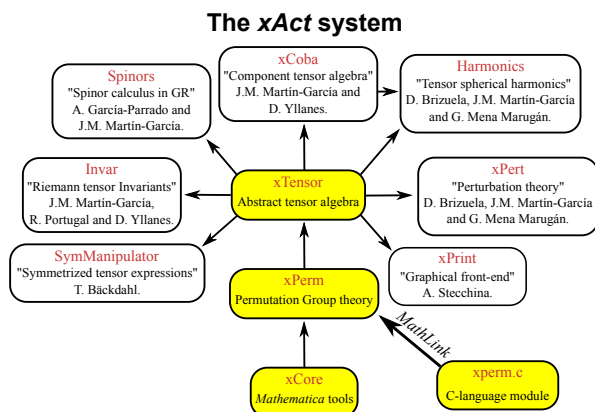 The xAct system
xCoba
"Component tensor algebra"
J.M. Martín-García and
D. Yllanes.
Spinors
"Spinor calculus in GR"
A. García-Parrado and
J.M. Martín-García.
Harmonics
"Tensor spherical harmonics"
D. Brizuela, J.M. Martín-García
and G. Mena Marugán.
Invar
"Riemann tensor Invariants"
J.M. Martín-García,
R. Portugal and D. Yllanes.
xTensor
Abstract tensor algebra
xPert
"Perturbation theory"
D. Brizuela, J.M. Martín-García
and G. Mena Marugán.
SymManipulator
"Symmetrized tensor expressions"
T. Bäckdahl.
xPerm
Permutation Group theory
xPrint
"Graphical front-end"
A. Stecchina.
MathLink
xCore
Mathematica tools
xperm.c
C-language module